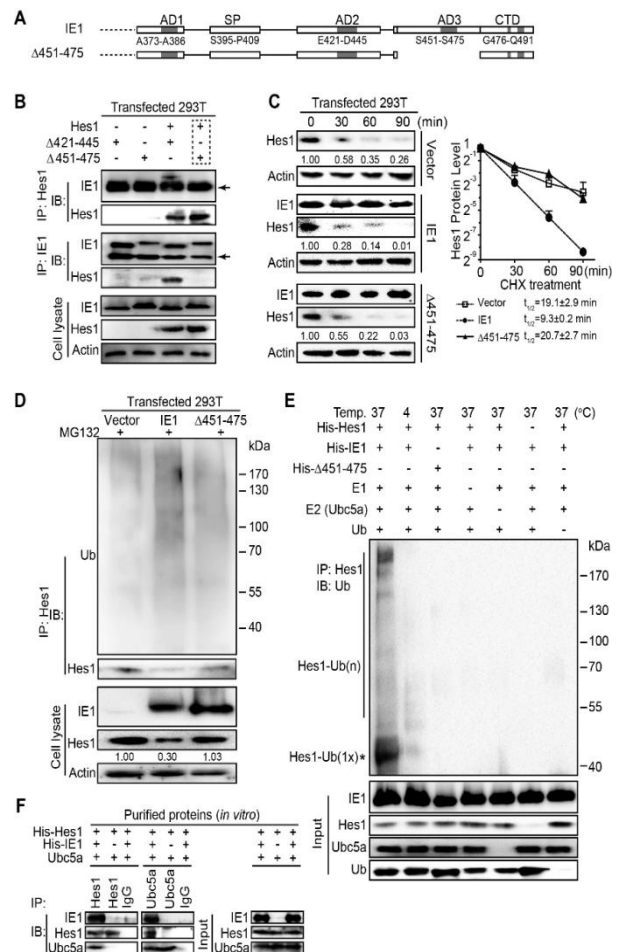 A
AD1 SP AD2 AD3 CTD
IE1
A373-A386 S395-P409 E421-D445 S451-S475 G476-Q491
Δ451-475
B
Transfected 293T
Hes1 - - + +
Δ421-445 + - + -
Δ451-475 - + - +
IP: Hes1
IB:
IE1
Hes1
IP: IE1
IB:
IE1
Hes1
Cell lysate
IE1
Hes1
Actin
C
Transfected 293T
0 30 60 90 (min)
Hes1
1.00 0.58 0.35 0.26
Actin
Vector
IE1
Hes1
1.00 0.28 0.14 0.01
Actin
IE1
IE1
Hes1
1.00 0.55 0.22 0.03
Actin
Δ451-475
Hes1 Protein Level
0 30 60 90 (min)
CHX treatment
Vector t1/2=19.1±2.9 min
IE1 t1/2=9.3±0.2 min
Δ451-475 t1/2=20.7±2.7 min
D
Transfected 293T
Vector IE1 Δ451-475
MG132 + + +
kDa
170
130
100
70
55
40
Ub
IP: Hes1
IB:
Hes1
Cell lysate
IE1
Hes1
1.00 0.30 1.03
Actin
E
Temp. 37 4 37 37 37 37 37 (°C)
His-Hes1 + + + + + - +
His-IE1 + + - + + + +
His-Δ451-475 - - + - - - -
E1 + + + - + + +
E2 (Ubc5a) + + + + - + +
Ub + + + + + + -
kDa
IP: Hes1
IB: Ub
170
130
100
Hes1-Ub(n)
70
55
Hes1-Ub(1x)*
40
Input
IE1
Hes1
Ubc5a
Ub
F
Purified proteins (in vitro)
His-Hes1 + + + + + + + + +
His-IE1 + - + + - + + - +
Ubc5a + + + + + + + + +
IP:
Hes1 Hes1 IgG Ubc5a Ubc5a IgG
IB:
IE1
Hes1
Ubc5a
Input
IE1
Hes1
Ubc5a